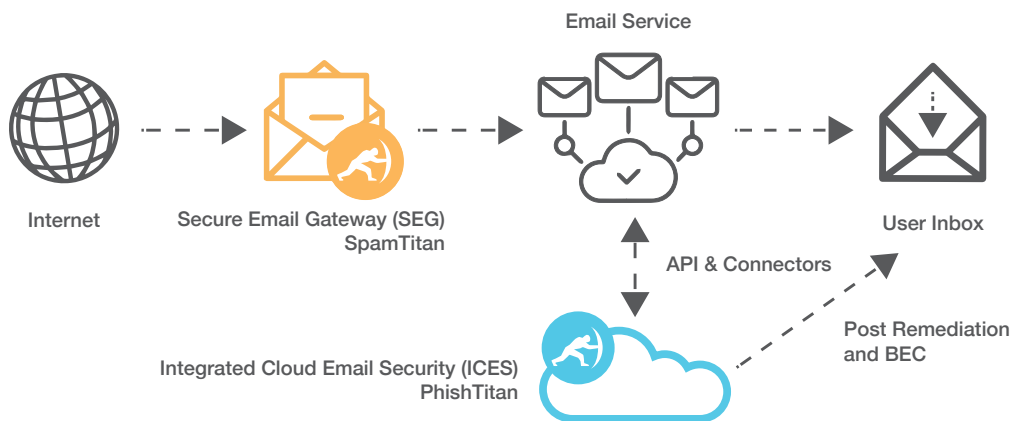 Email Service
Internet
Secure Email Gateway (SEG)
SpamTitan
User Inbox
API & Connectors
Integrated Cloud Email Security (ICES)
PhishTitan
Post Remediation
and BEC